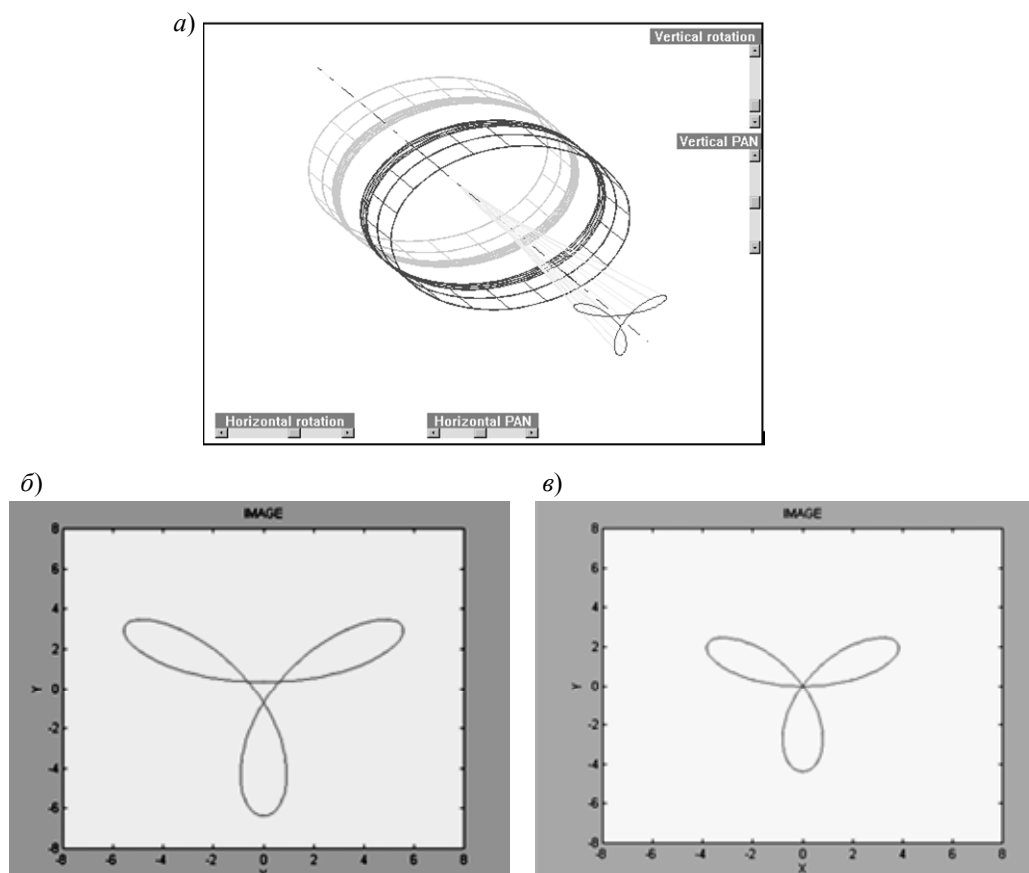 а)
Vertical rotation
Vertical PAN
Horizontal rotation
Horizontal PAN
б)
IMAGE
8
6
4
2
0
-2
-4
-6
-8
Y
-8 -6 -4 -2 0 2 4 6 8
в)
IMAGE
8
6
4
2
0
-2
-4
-6
-8
Y
-8 -6 -4 -2 0 2 4 6 8
X